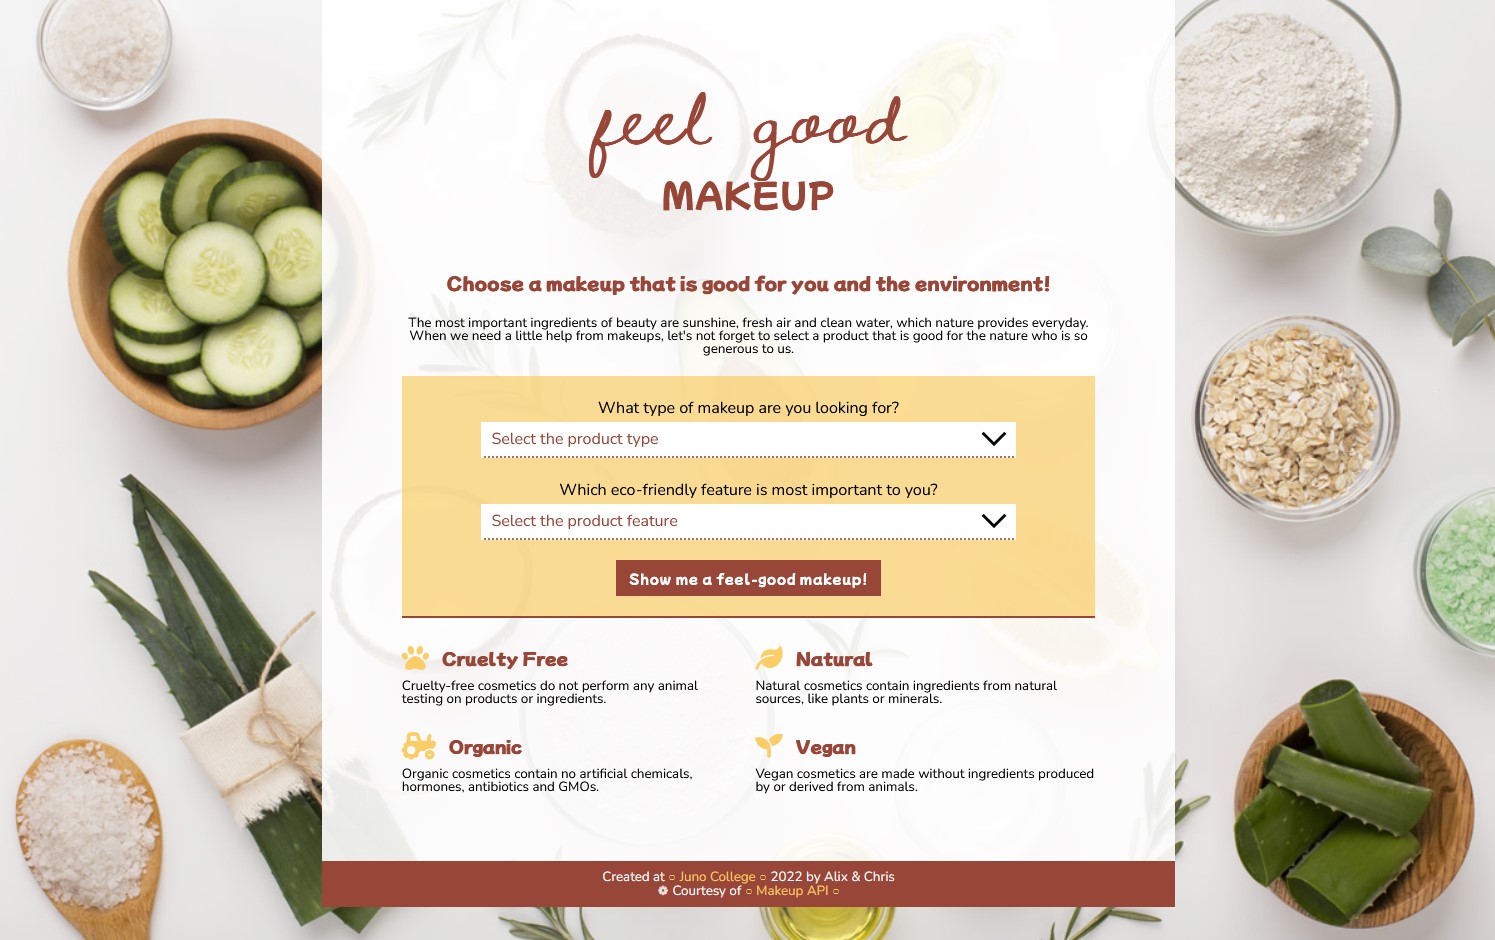 feel good
MAKEUP
Choose a makeup that is good for you and the environment!
The most important ingredients of beauty are sunshine, fresh air and clean water, which nature provides everyday.
When we need a little help from makeups, let's not forget to select a product that is good for the nature who is so
generous to us.
What type of makeup are you looking for?
Select the product type
Which eco-friendly feature is most important to you?
Select the product feature
Show me a feel-good makeup!
Cruelty Free
Cruelty-free cosmetics do not perform any animal
testing on products or ingredients.
Natural
Natural cosmetics contain ingredients from natural
sources, like plants or minerals.
Organic
Organic cosmetics contain no artificial chemicals,
hormones, antibiotics and GMOs.
Vegan
Vegan cosmetics are made without ingredients produced
by or derived from animals.
Created at ○ Juno College ○ 2022 by Alix & Chris
❁ Courtesy of ○ Makeup API ○